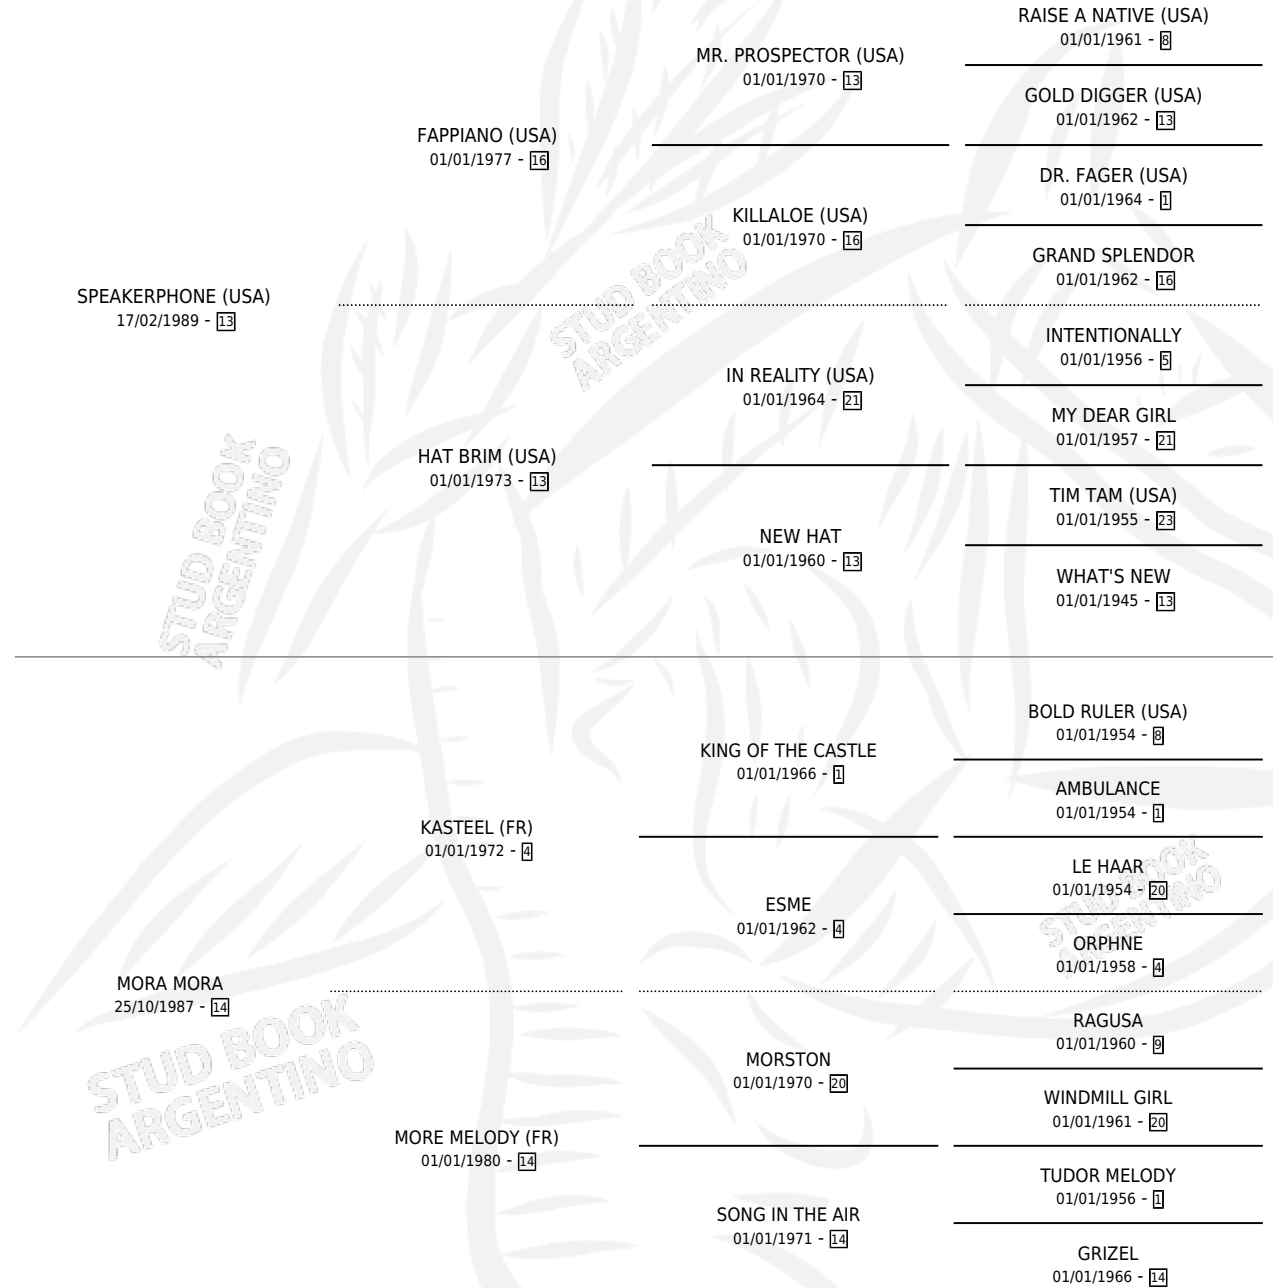 RAISE A NATIVE (USA)
01/01/1961 - 8
MR. PROSPECTOR (USA)
01/01/1970 - 13
GOLD DIGGER (USA)
01/01/1962 - 13
FAPPIANO (USA)
01/01/1977 - 16
DR. FAGER (USA)
01/01/1964 - 1
KILLALOE (USA)
01/01/1970 - 16
GRAND SPLENDOR
01/01/1962 - 16
SPEAKERPHONE (USA)
17/02/1989 - 13
STUD BOOK
ARGENTINO
INTENTIONALLY
01/01/1956 - 5
IN REALITY (USA)
01/01/1964 - 21
MY DEAR GIRL
01/01/1957 - 21
HAT BRIM (USA)
01/01/1973 - 13
TIM TAM (USA)
01/01/1955 - 23
NEW HAT
01/01/1960 - 13
WHAT'S NEW
01/01/1945 - 13
STUD BOOK
ARGENTINO
BOLD RULER (USA)
01/01/1954 - 8
KING OF THE CASTLE
01/01/1966 - 1
AMBULANCE
01/01/1954 - 1
KASTEEL (FR)
01/01/1972 - 4
LE HAAR
01/01/1954 - 20
ESME
01/01/1962 - 4
ORPHNE
01/01/1958 - 4
STUD BOOK
ARGENTINO
MORA MORA
25/10/1987 - 14
STUD BOOK
ARGENTINO
RAGUSA
01/01/1960 - 9
MORSTON
01/01/1970 - 20
WINDMILL GIRL
01/01/1961 - 20
MORE MELODY (FR)
01/01/1980 - 14
TUDOR MELODY
01/01/1956 - 1
SONG IN THE AIR
01/01/1971 - 14
GRIZEL
01/01/1966 - 14